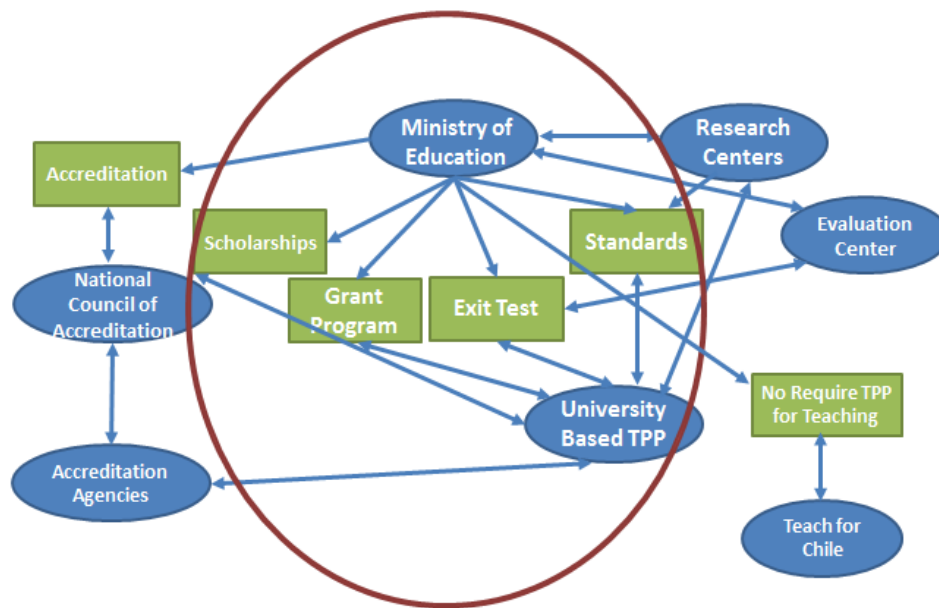 Ministry of
Education
Research
Centers
Accreditation
Scholarships
Standards
Evaluation
Center
National
Council of
Accreditation
Grant
Program
Exit Test
No Require TPP
for Teaching
University
Based TPP
Accreditation
Agencies
Teach for
Chile